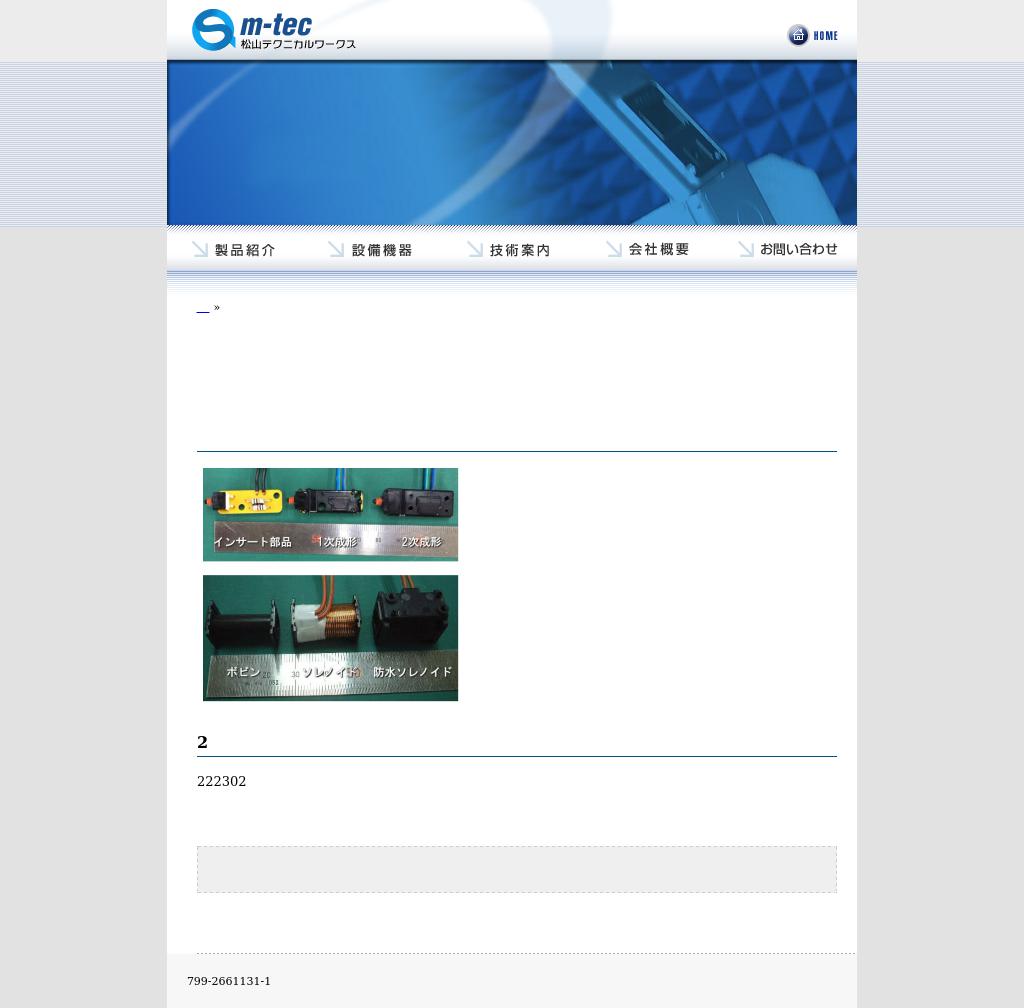 m-tec
松山テクニカルワークス
HOME
製品紹介
設備機器
技術案内
会社概要
お問い合わせ
»
インサート部品 1次成形 2次成形
ボビン ソレノイド 防水ソレノイド
2
222302
799-2661131-1